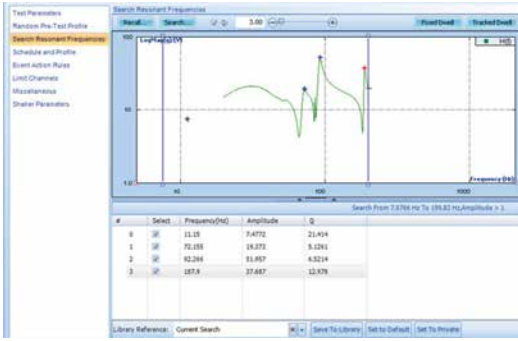 Test Parameters
Random Pre-Test Profile
Search Resonant Frequencies
Schedule and Profile
Event Action Rules
Limit Channels
Miscellaneous
Shaker Parameters
Search Resonant Frequencies
Recall... Search... Q: 3.00 Fixed Dwell Tracked Dwell
LogMag(g)/(V) H(f)
100
10
1.0
10 100 1000
Frequency (Hz)
Search From 7.5766 Hz To 199.82 Hz,Amplitude > 1
# Select Frequency(Hz) Amplitude Q
0 11.15 7.4772 21.414
1 72.155 19.373 5.1261
2 92.266 51.957 6.5214
3 187.9 37.687 12.978
Library Reference: Current Search Save To Library Set to Default Set To Private